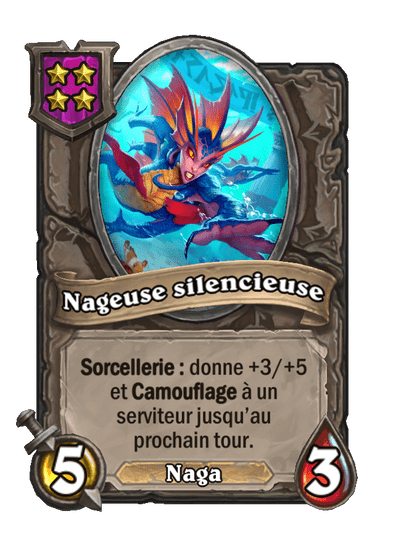 Nageuse silencieuse
Sorcellerie : donne +3/+5
et Camouflage à un
serviteur jusqu'au
prochain tour.
5
Naga
3